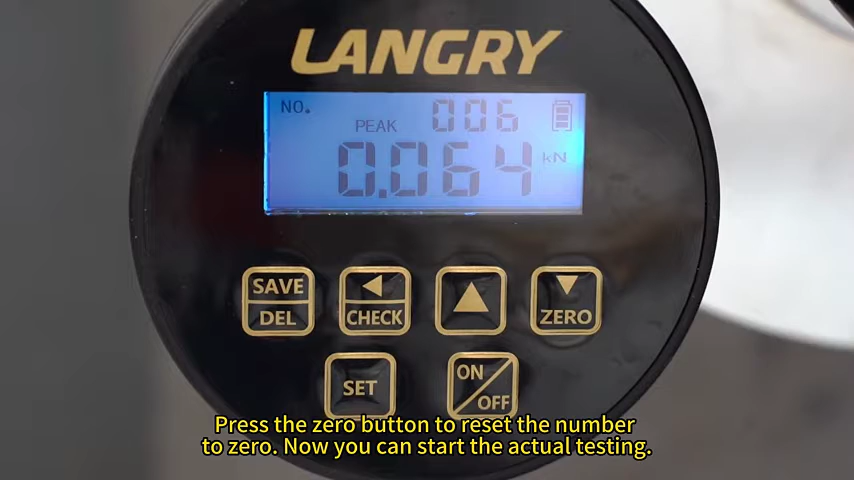 LANGRY
NO. 006
PEAK
0.064 kN
SAVE
DEL
CHECK
ZERO
SET
ON
OFF
Press the zero button to reset the number
to zero. Now you can start the actual testing.